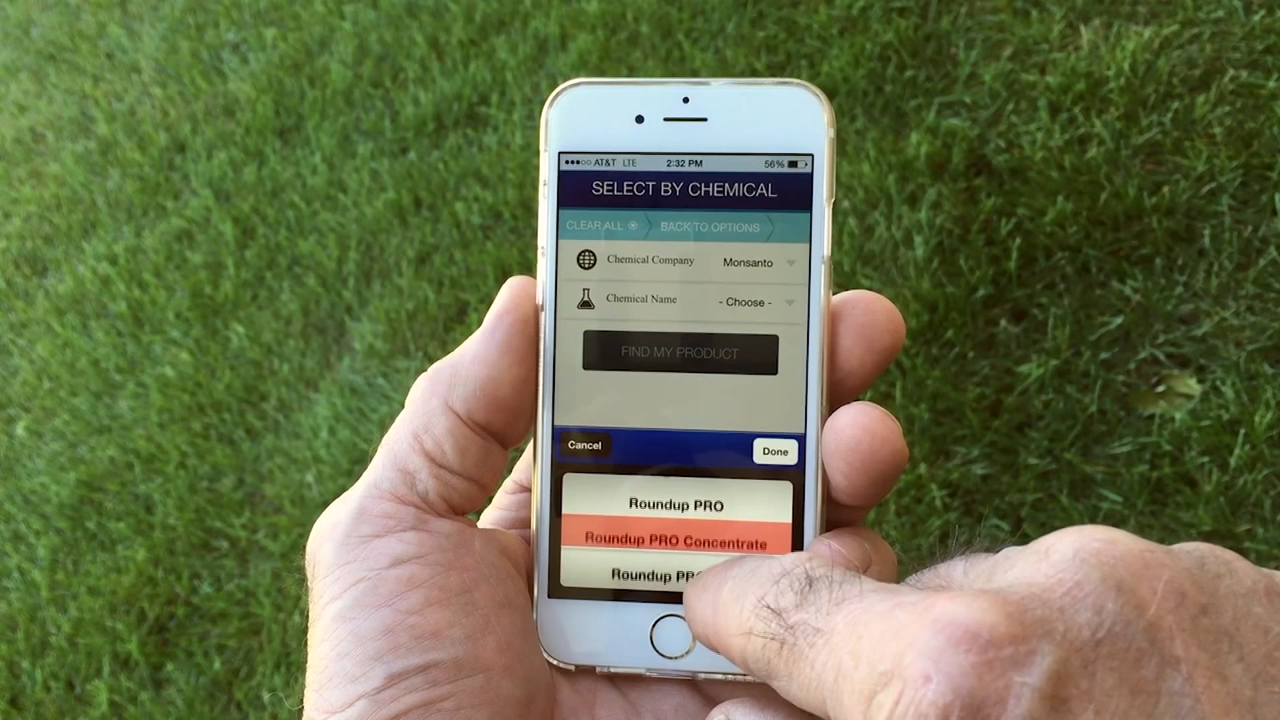 AT&T LTE 2:32 PM 56%
SELECT BY CHEMICAL
CLEAR ALL BACK TO OPTIONS
Chemical Company Monsanto
Chemical Name - Choose -
FIND MY PRODUCT
Cancel Done
Roundup PRO
Roundup PRO Concentrate
Roundup